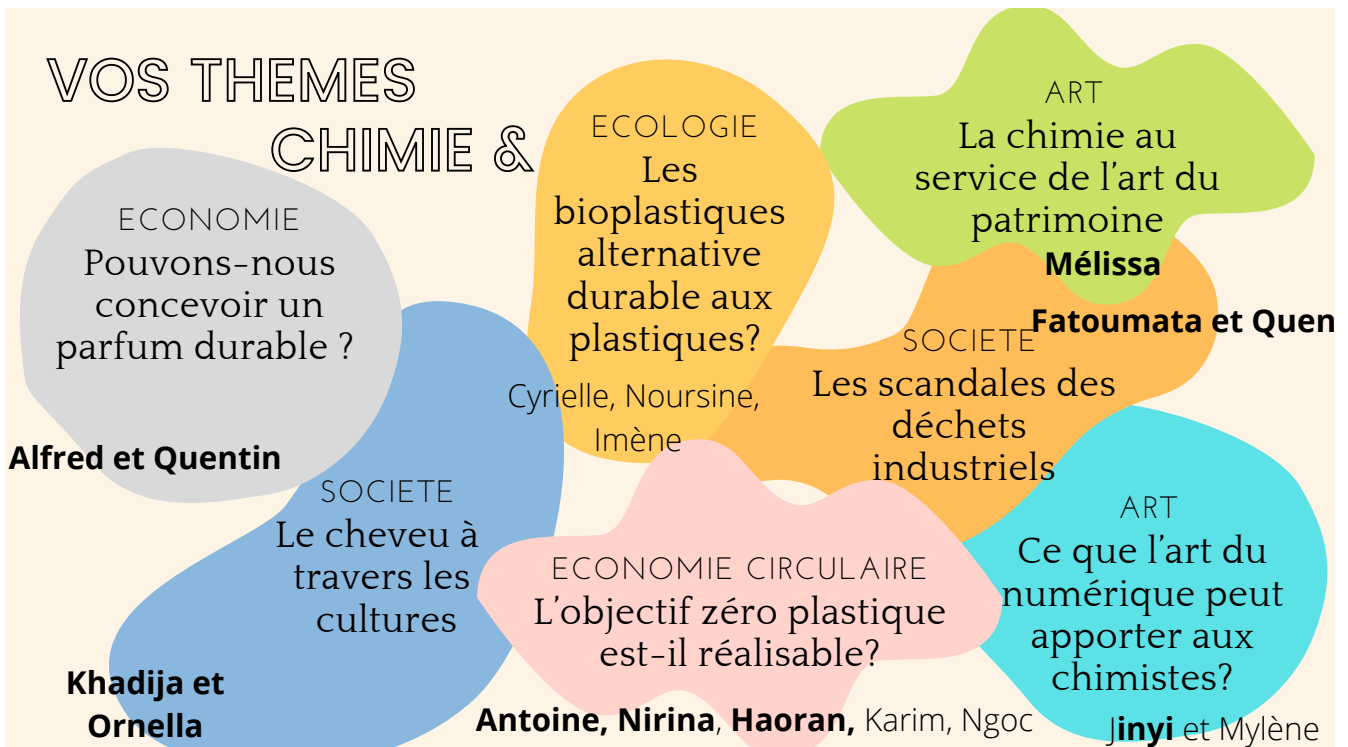 VOS THEMES
CHIMIE &
ECONOMIE
Pouvons-nous
concevoir un
parfum durable ?
Alfred et Quentin
ECOLOGIE
Les
bioplastiques
alternative
durable aux
plastiques?
Cyrielle, Noursine,
Imène
ART
La chimie au
service de l'art du
patrimoine
Mélissa
SOCIETE
Les scandales des
déchets
industriels
Fatoumata et Quen
SOCIETE
Le cheveu à
travers les
cultures
Khadija et
Ornella
ECONOMIE CIRCULAIRE
L'objectif zéro plastique
est-il réalisable?
Antoine, Nirina, Haoran, Karim, Ngoc
ART
Ce que l'art du
numérique peut
apporter aux
chimistes?
Jinyi et Mylène